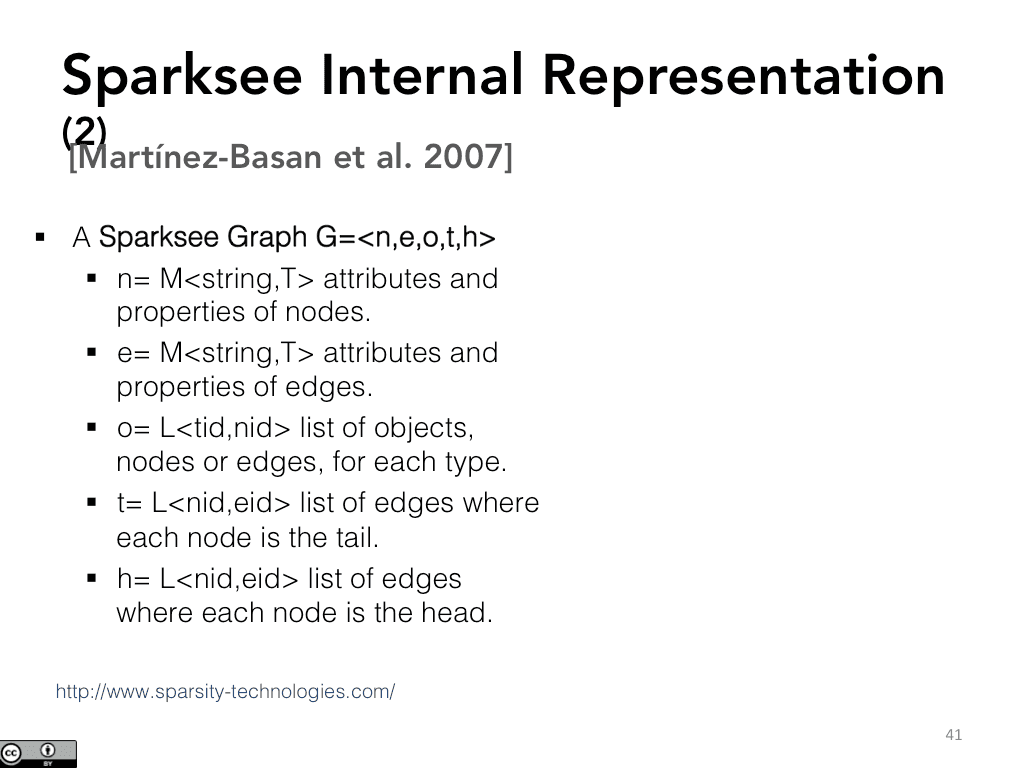 Sparksee Internal Representation
(2)
[Martínez-Basan et al. 2007]
▪ A Sparksee Graph G=<n,e,o,t,h>
▪ n= M<string,T> attributes and
properties of nodes.
▪ e= M<string,T> attributes and
properties of edges.
▪ o= L<tid,nid> list of objects,
nodes or edges, for each type.
▪ t= L<nid,eid> list of edges where
each node is the tail.
▪ h= L<nid,eid> list of edges
where each node is the head.
http://www.sparsity-technologies.com/
41
cc BY